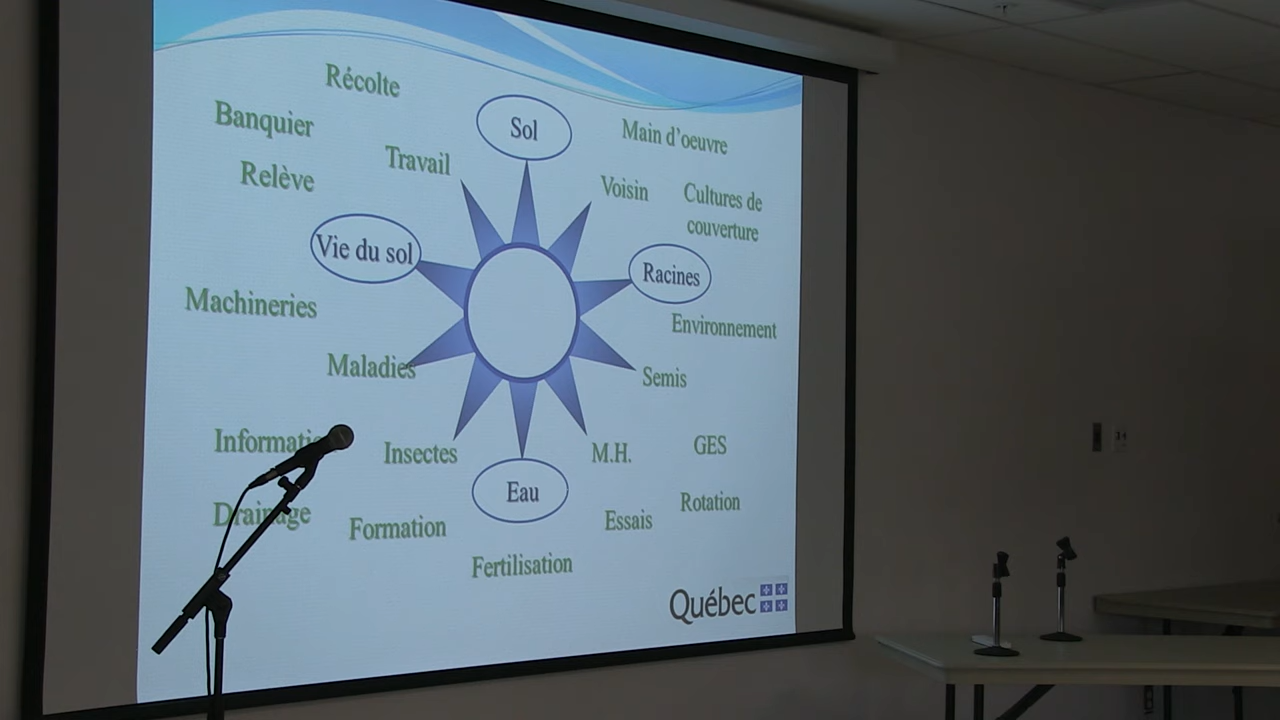 Récolte
Banquier
Sol
Main d'oeuvre
Travail
Relève
Voisin
Cultures de
couverture
Vie du sol
Racines
Machineries
Environnement
Maladies
Semis
Insectes
M.H.
GES
Eau
Rotation
Drainage
Formation
Essais
Fertilisation
Québec